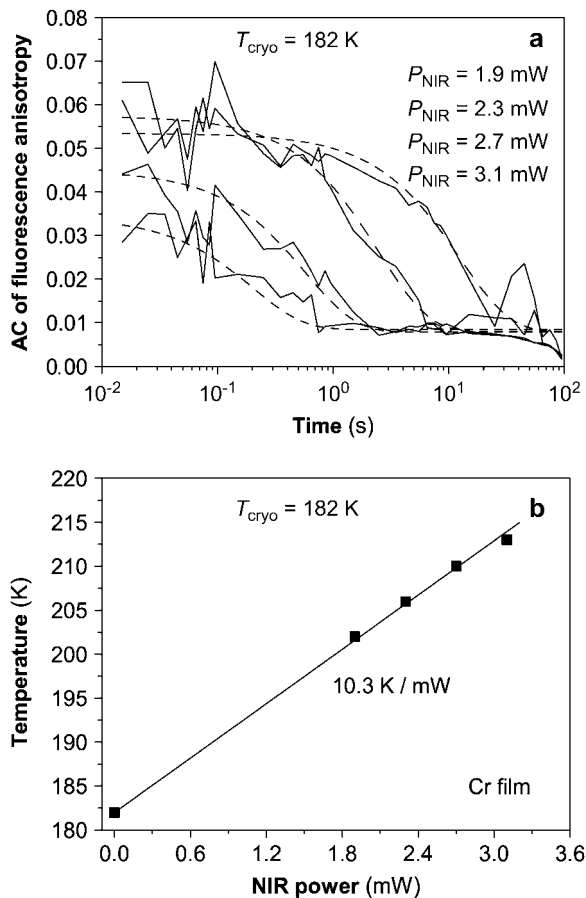 T_cryo = 182 K
a
P_NIR = 1.9 mW
P_NIR = 2.3 mW
P_NIR = 2.7 mW
P_NIR = 3.1 mW
AC of fluorescence anisotropy
0.08
0.07
0.06
0.05
0.04
0.03
0.02
0.01
0.00
10^-2
10^-1
10^0
10^1
10^2
Time (s)
T_cryo = 182 K
b
Temperature (K)
220
215
210
205
200
195
190
185
180
10.3 K / mW
Cr film
0.0
0.6
1.2
1.8
2.4
3.0
3.6
NIR power (mW)